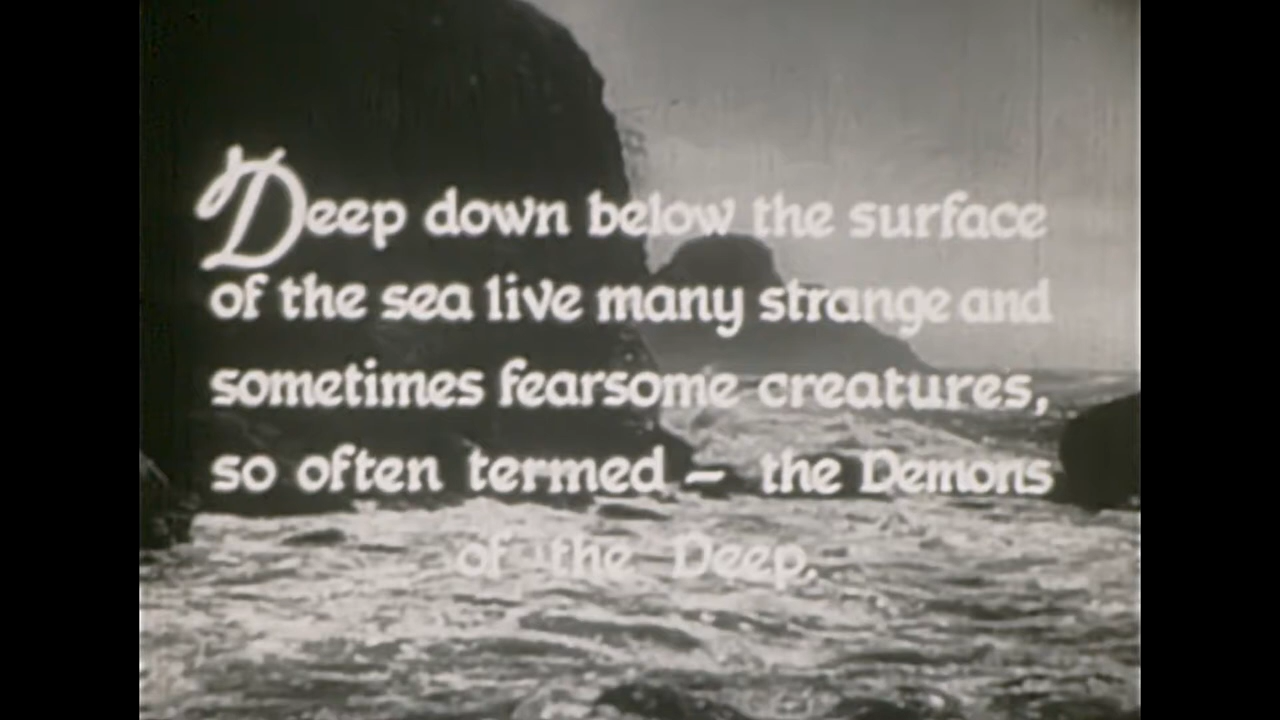 Deep down below the surface
of the sea live many strange and
sometimes fearsome creatures,
so often termed – the Demons
of the Deep.